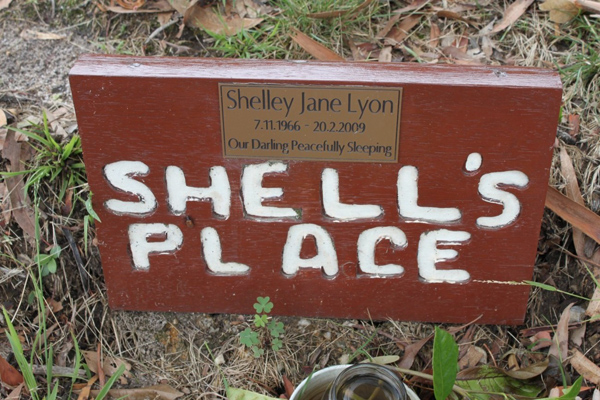 Shelley Jane Lyon
7.11.1966 - 20.2.2009
Our Darling Peacefully Sleeping
SHELL'S
PLACE